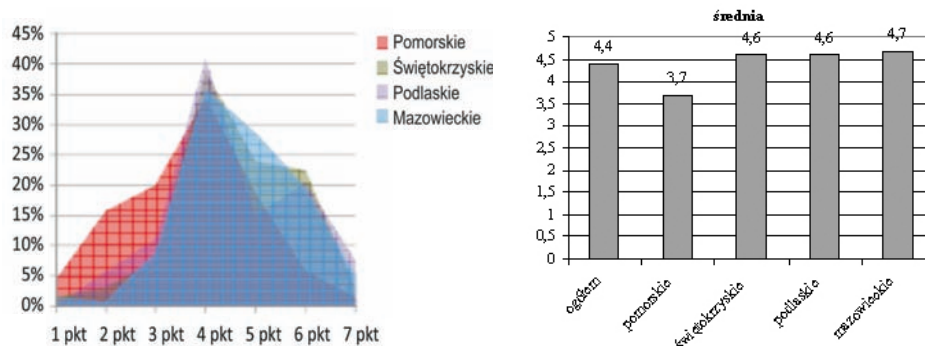 45%
40%
35%
30%
25%
20%
15%
10%
5%
0%
1 pkt 2 pkt 3 pkt 4 pkt 5 pkt 6 pkt 7 pkt
Pomorskie
Świętokrzyskie
Podlaskie
Mazowieckie
średnia
5
4,5
4
3,5
3
2,5
2
1,5
1
0,5
0
4,4
3,7
4,6
4,6
4,7
ogółem
pomorskie
świętokrzyskie
podlaskie
mazowieckie